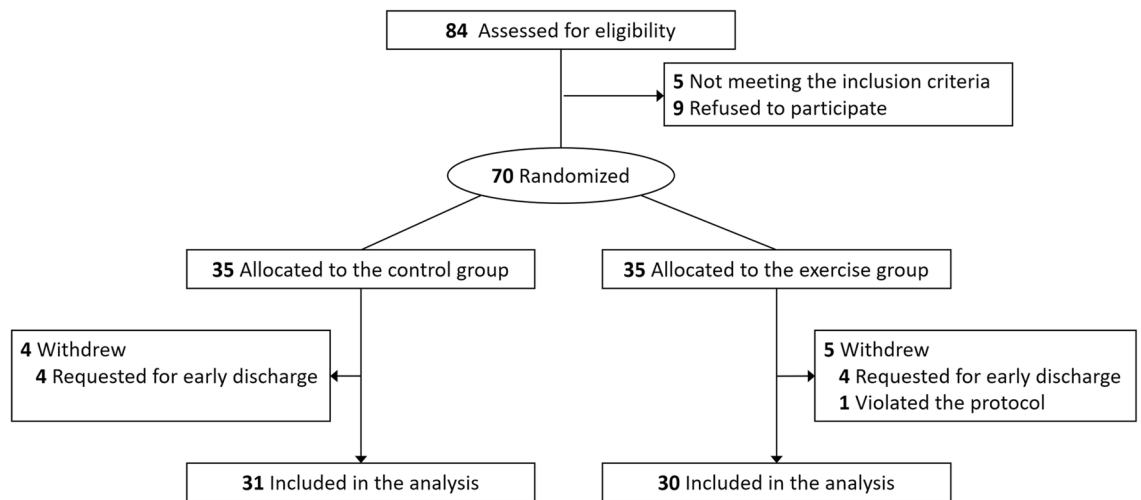 84 Assessed for eligibility
5 Not meeting the inclusion criteria
9 Refused to participate
70 Randomized
35 Allocated to the control group
35 Allocated to the exercise group
4 Withdrew
4 Requested for early discharge
5 Withdrew
4 Requested for early discharge
1 Violated the protocol
31 Included in the analysis
30 Included in the analysis